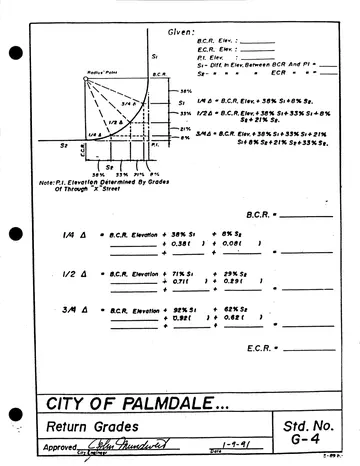 Given:
B.C.R. Elev. :
E.C.R. Elev. :
P.I. Elev. :
S1 - Diff. In Elev. Between BCR And PI =
S2 - " " " " ECR " " =
S1
B.C.R.
Radius Point
38%
3/4 Δ
S1
33%
1/2 Δ
21%
1/4 Δ
8%
S2
P.I.
E.C.R.
38% 33% 21% 8%
S2
1/4 Δ = B.C.R. Elev. + 38% S1 + 8% S2.
1/2 Δ = B.C.R. Elev. + 38% S1 + 33% S1 + 8% S2 + 21% S2.
3/4 Δ = B.C.R. Elev. + 38% S1 + 33% S1 + 21% S1 + 8% S2 + 21% S2 + 33% S2.
Note: P.I. Elevation Determined By Grades
Of Through "X" Street
B.C.R. =
1/4 Δ = B.C.R. Elevation + 38% S1 + 8% S2
= + 0.38( ) + 0.08( )
= + +
=
1/2 Δ = B.C.R. Elevation + 71% S1 + 29% S2
= + 0.71( ) + 0.29( )
= + +
=
3/4 Δ = B.C.R. Elevation + 92% S1 + 62% S2
= + 0.92( ) + 0.62( )
= + +
=
E.C.R. =
CITY OF PALMDALE...
Return Grades
Std. No.
G-4
Approved
City Engineer
1-9-91
Date